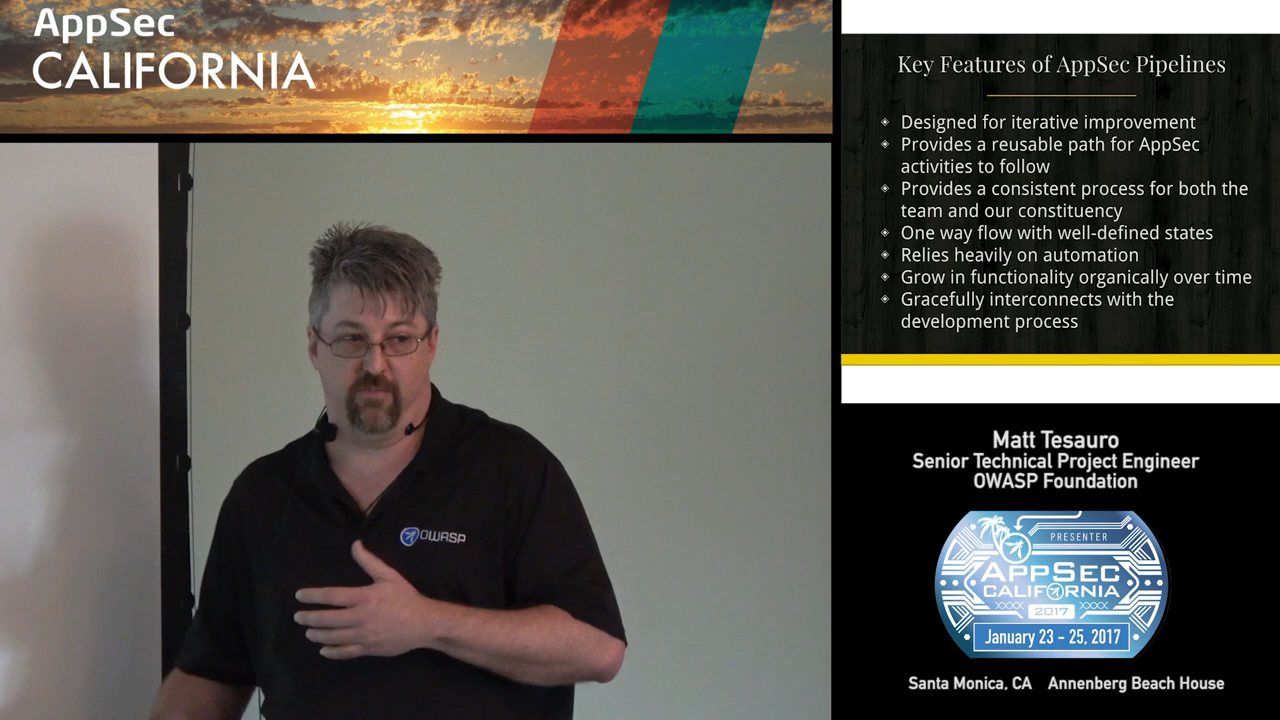 AppSec
CALIFORNIA
Key Features of AppSec Pipelines
Designed for iterative improvement
Provides a reusable path for AppSec
activities to follow
Provides a consistent process for both the
team and our constituency
One way flow with well-defined states
Relies heavily on automation
Grow in functionality organically over time
Gracefully interconnects with the
development process
OWASP
Matt Tesauro
Senior Technical Project Engineer
OWASP Foundation
PRESENTER
APPSEC
CALIFORNIA
XXXX 2017 XXXX
January 23 - 25, 2017
Santa Monica, CA Annenberg Beach House